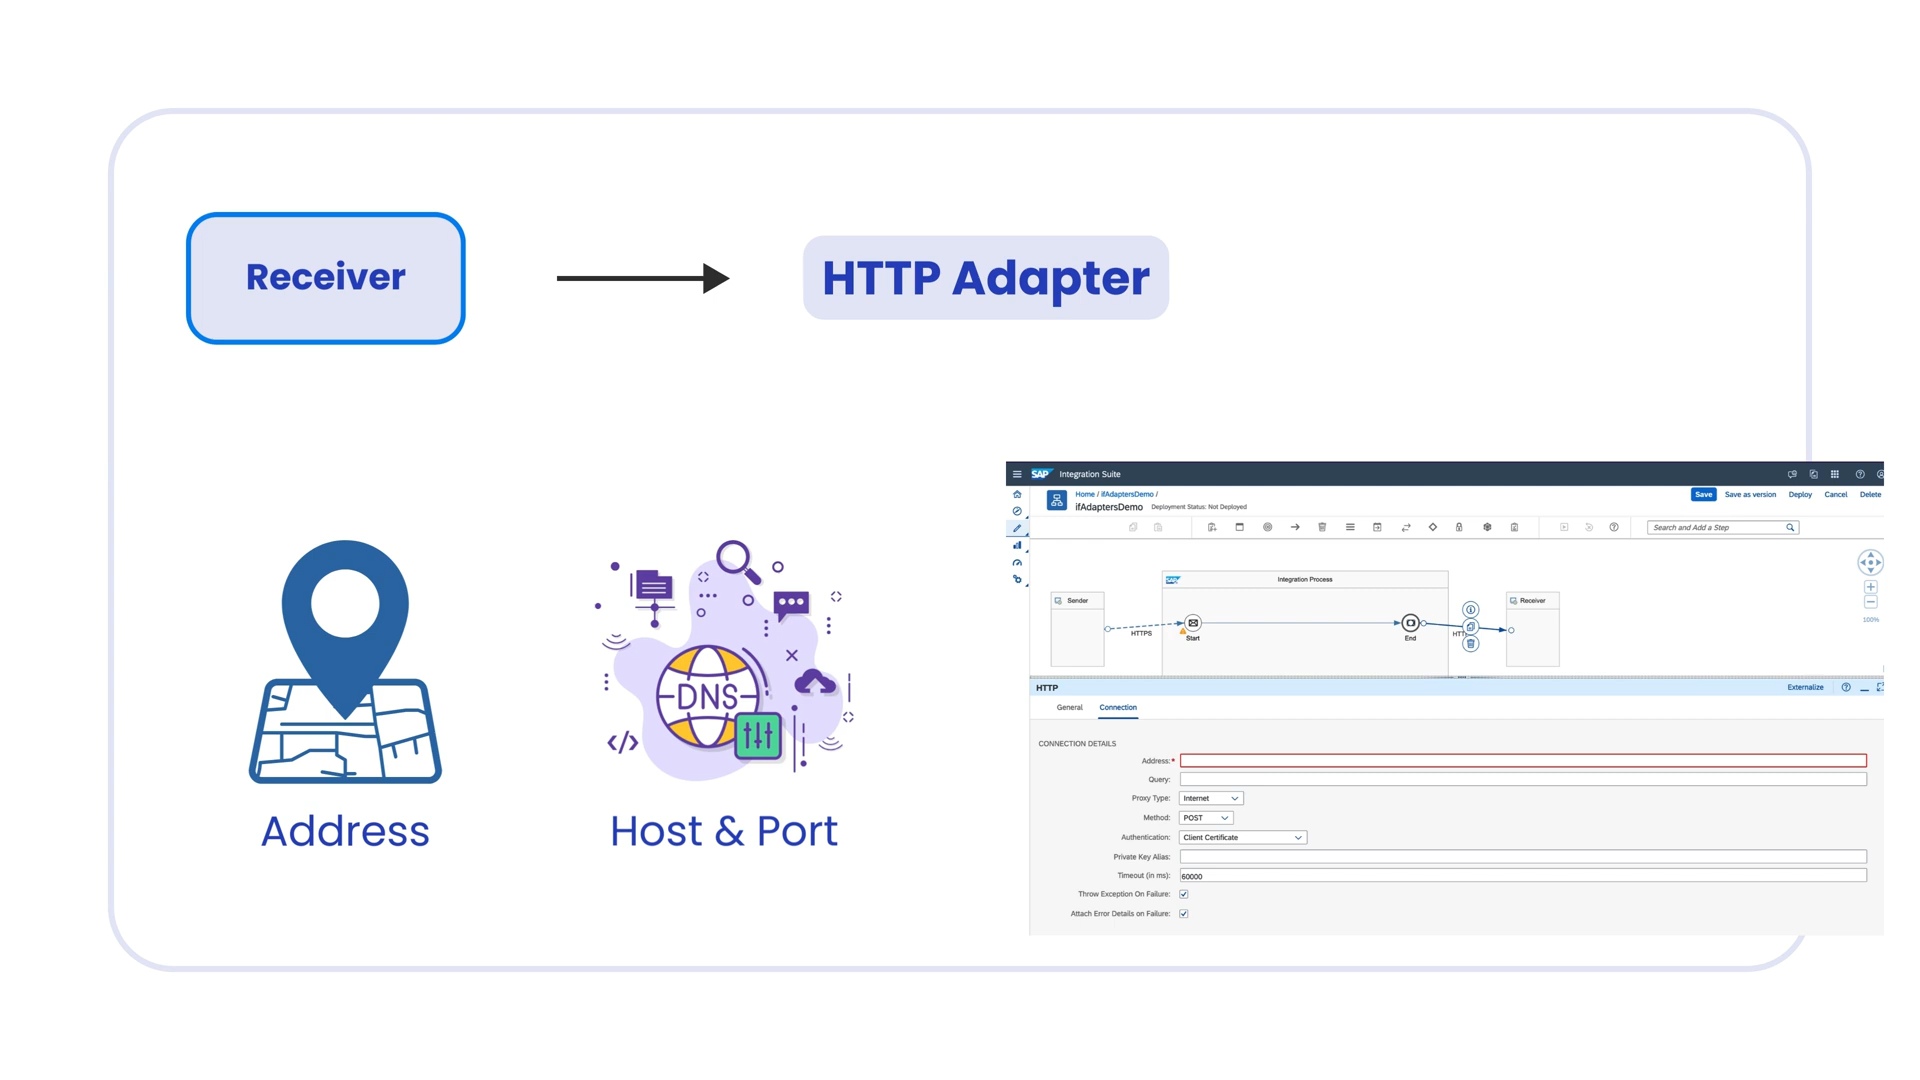 Receiver
HTTP Adapter
DNS
</>
Address
Host & Port
SAP Integration Suite
Home / ifAdaptersDemo /
ifAdaptersDemo Deployment Status: Not Deployed
Save Save as version Deploy Cancel Delete
Search and Add a Step
SAP Integration Process
Sender
Receiver
HTTPS
Start
End
HTT
100%
HTTP
Externalize
General Connection
CONNECTION DETAILS
Address:*
Query:
Proxy Type: Internet
Method: POST
Authentication: Client Certificate
Private Key Alias:
Timeout (in ms): 60000
Throw Exception On Failure:
Attach Error Details on Failure: